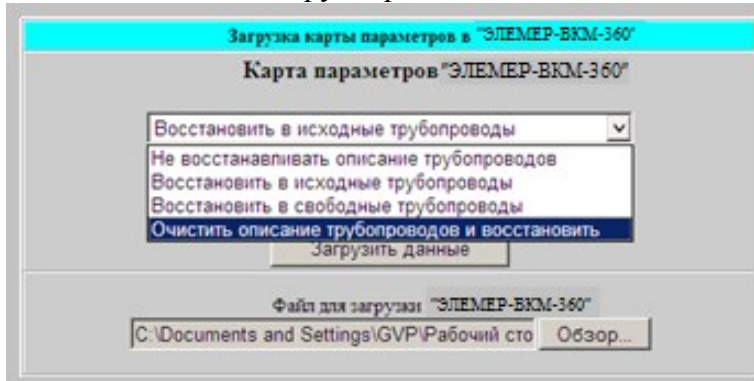 Загрузка карты параметров в "ЭЛЕМЕР-ВКМ-360"
Карта параметров "ЭЛЕМЕР-ВКМ-360"
Восстановить в исходные трубопроводы
Не восстанавливать описание трубопроводов
Восстановить в исходные трубопроводы
Восстановить в свободные трубопроводы
Очистить описание трубопроводов и восстановить
Загрузить данные
Файл для загрузки "ЭЛЕМЕР-ВКМ-360"
C:\Documents and Settings\GVP\Рабочий сто Обзор...